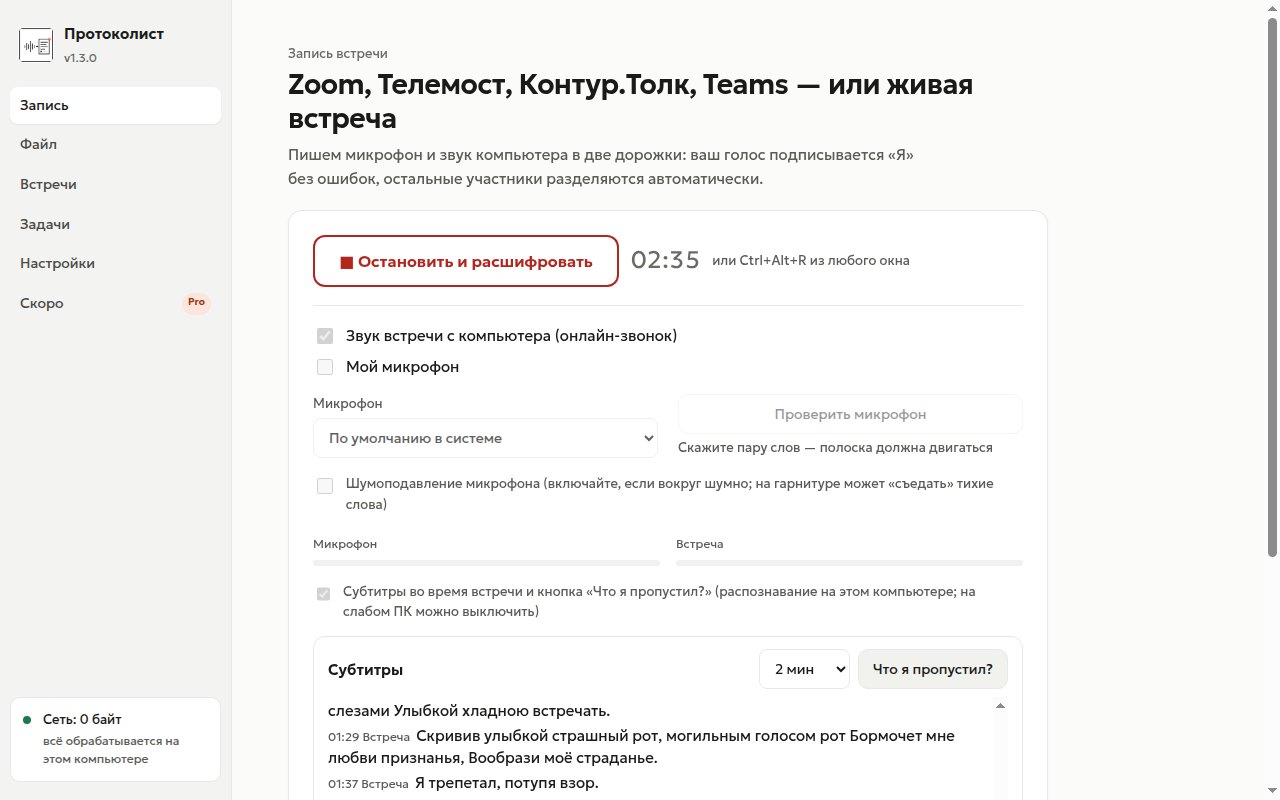 Протоколист
v1.3.0
Запись
Файл
Встречи
Задачи
Настройки
Скоро Pro
Сеть: 0 байт
всё обрабатывается на
этом компьютере
Запись встречи
Zoom, Телемост, Контур.Толк, Teams — или живая
встреча
Пишем микрофон и звук компьютера в две дорожки: ваш голос подписывается «Я»
без ошибок, остальные участники разделяются автоматически.
Остановить и расшифровать 02:35 или Ctrl+Alt+R из любого окна
Звук встречи с компьютера (онлайн-звонок)
Мой микрофон
Микрофон
По умолчанию в системе
Проверить микрофон
Скажите пару слов — полоска должна двигаться
Шумоподавление микрофона (включайте, если вокруг шумно; на гарнитуре может «съедать» тихие
слова)
Микрофон
Встреча
Субтитры во время встречи и кнопка «Что я пропустил?» (распознавание на этом компьютере; на
слабом ПК можно выключить)
Субтитры 2 мин Что я пропустил?
слезами Улыбкой хладною встречать.
01:29 Встреча Скривив улыбкой страшный рот, могильным голосом рот Бормочет мне
любви признанья, Вообрази моё страданье.
01:37 Встреча Я трепетал, потупя взор.